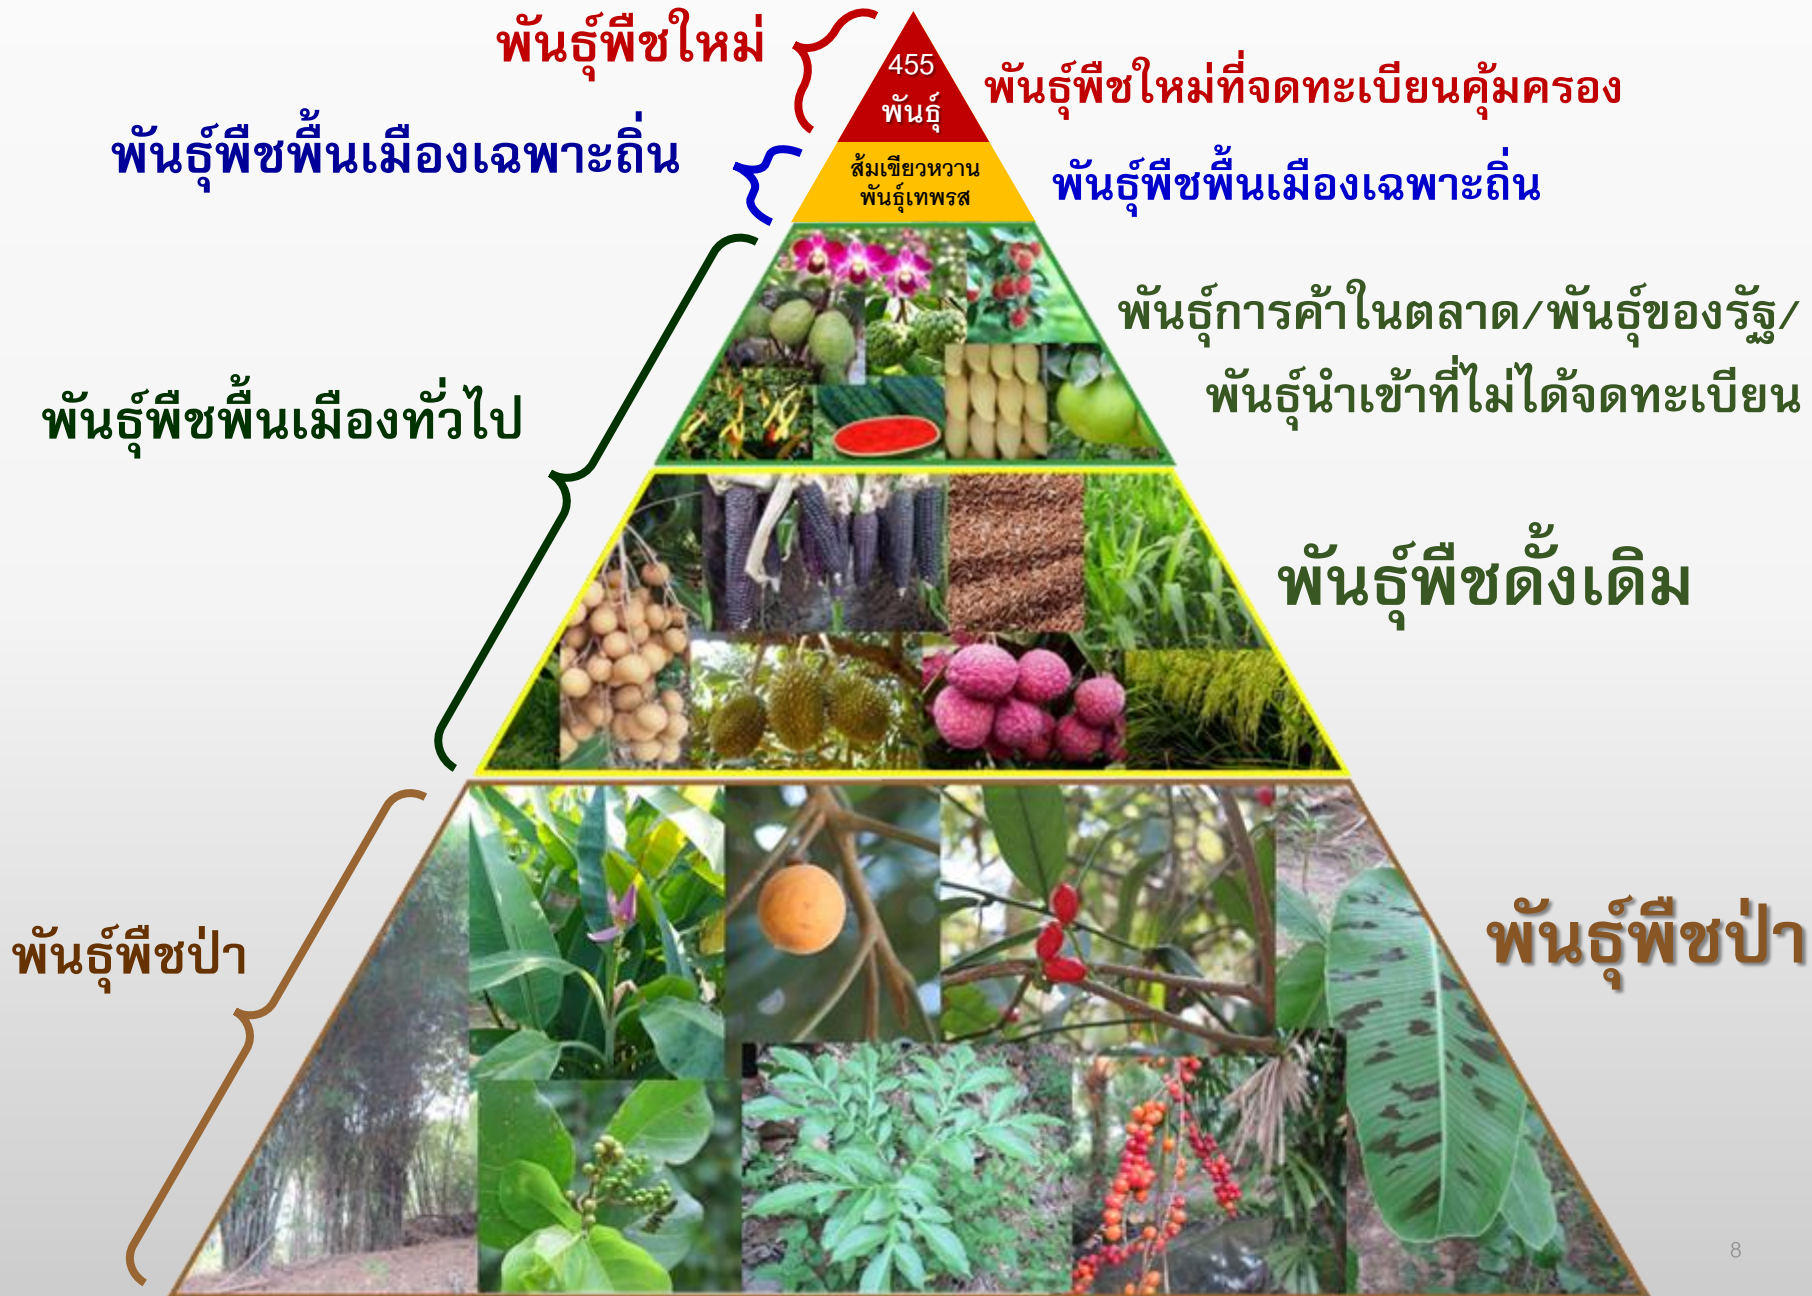 พันธุ์พืชใหม่
455
พันธุ์
พันธุ์พืชใหม่ที่จดทะเบียนคุ้มครอง
พันธุ์พืชพื้นเมืองเฉพาะถิ่น
ส้มเขียวหวาน
พันธุ์เทพรส
พันธุ์พืชพื้นเมืองเฉพาะถิ่น
พันธุ์การค้าในตลาด/พันธุ์ของรัฐ/
พันธุ์นำเข้าที่ไม่ได้จดทะเบียน
พันธุ์พืชพื้นเมืองทั่วไป
พันธุ์พืชดั้งเดิม
พันธุ์พืชป่า
พันธุ์พืชป่า
8